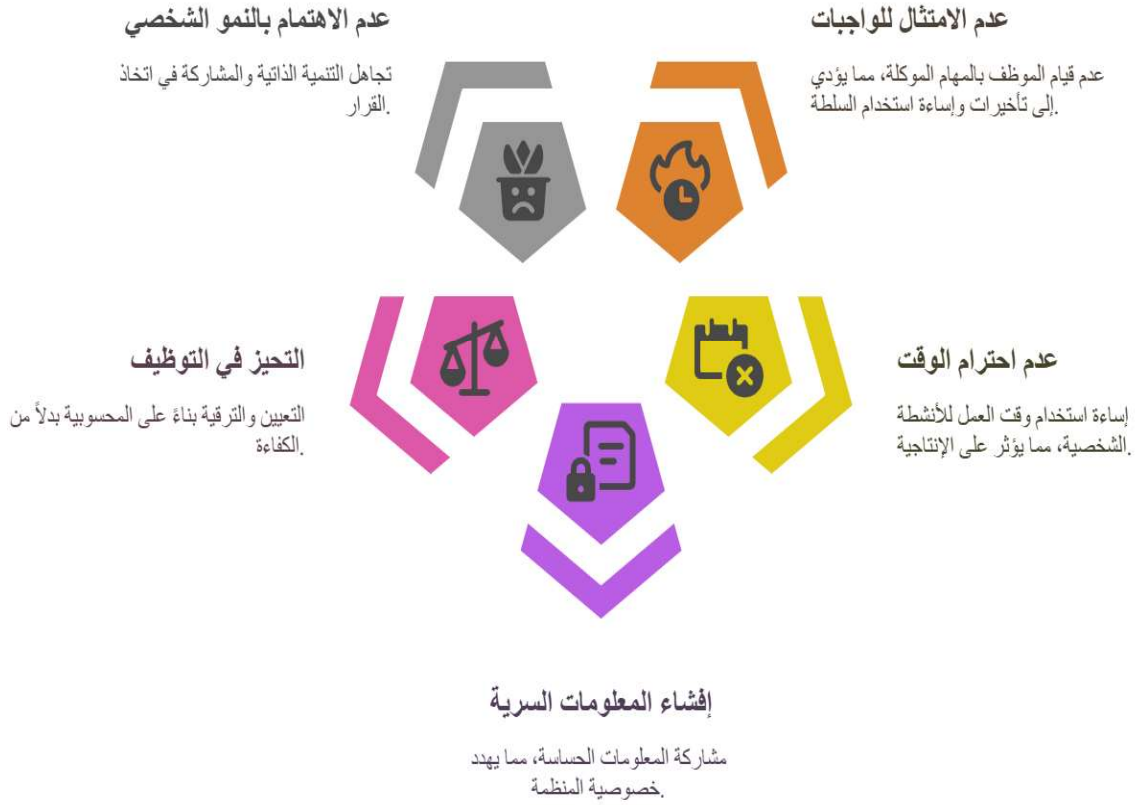 عدم الامتثال للواجبات
عدم قيام الموظف بالمهام الموكلة، مما يؤدي
إلى تأخيرات وإساءة استخدام السلطة.
عدم الاهتمام بالنمو الشخصي
تجاهل التنمية الذاتية والمشاركة في اتخاذ
القرار.
عدم احترام الوقت
إساءة استخدام وقت العمل للأنشطة
الشخصية، مما يؤثر على الإنتاجية.
التحيز في التوظيف
التعيين والترقية بناءً على المحسوبية بدلاً من
الكفاءة.
إفشاء المعلومات السرية
مشاركة المعلومات الحساسة، مما يهدد
خصوصية المنظمة.